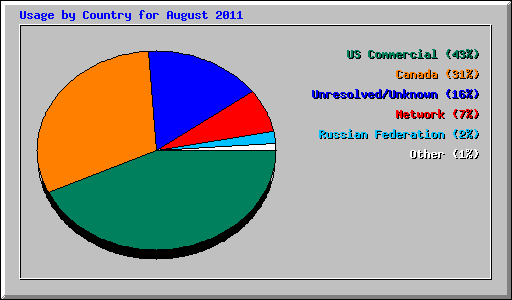 Usage by Country for August 2011
US Commercial (43%)
Canada (31%)
Unresolved/Unknown (16%)
Network (7%)
Russian Federation (2%)
Other (1%)